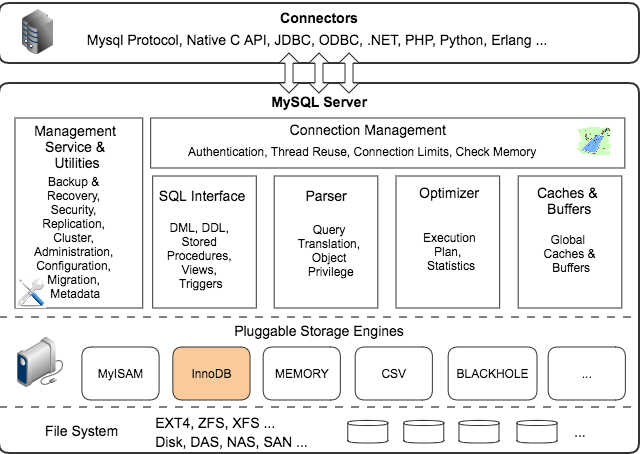 Connectors
Mysql Protocol, Native C API, JDBC, ODBC, .NET, PHP, Python, Erlang ...
MySQL Server
Management
Service &
Utilities
Backup &
Recovery,
Security,
Replication,
Cluster,
Administration,
Configuration,
Migration,
Metadata
Connection Management
Authentication, Thread Reuse, Connection Limits, Check Memory
SQL Interface
DML, DDL,
Stored
Procedures,
Views,
Triggers
Parser
Query
Translation,
Object
Privilege
Optimizer
Execution
Plan,
Statistics
Caches &
Buffers
Global
Caches &
Buffers
Pluggable Storage Engines
MyISAM
InnoDB
MEMORY
CSV
BLACKHOLE
...
File System
EXT4, ZFS, XFS ...
Disk, DAS, NAS, SAN ...
...